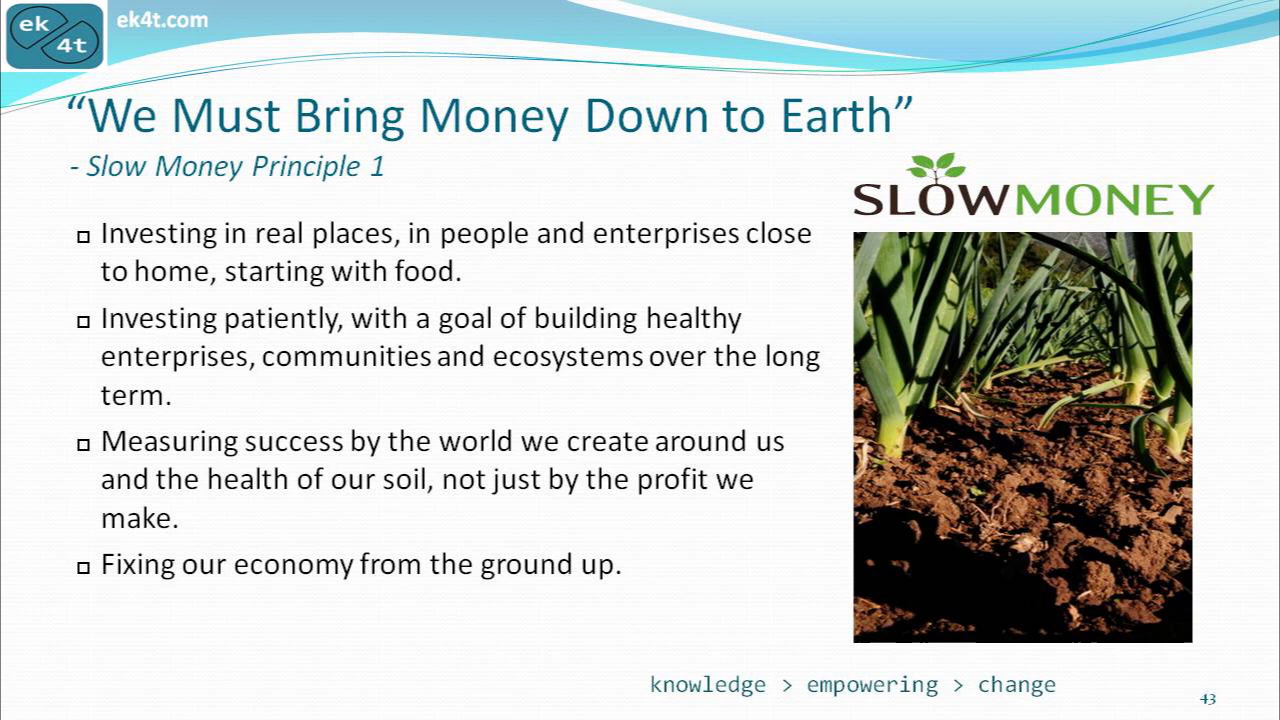 ek
4t
ek4t.com
“We Must Bring Money Down to Earth”
- Slow Money Principle 1
SLOWMONEY
Investing in real places, in people and enterprises close
to home, starting with food.
Investing patiently, with a goal of building healthy
enterprises, communities and ecosystems over the long
term.
Measuring success by the world we create around us
and the health of our soil, not just by the profit we
make.
Fixing our economy from the ground up.
knowledge > empowering > change
43